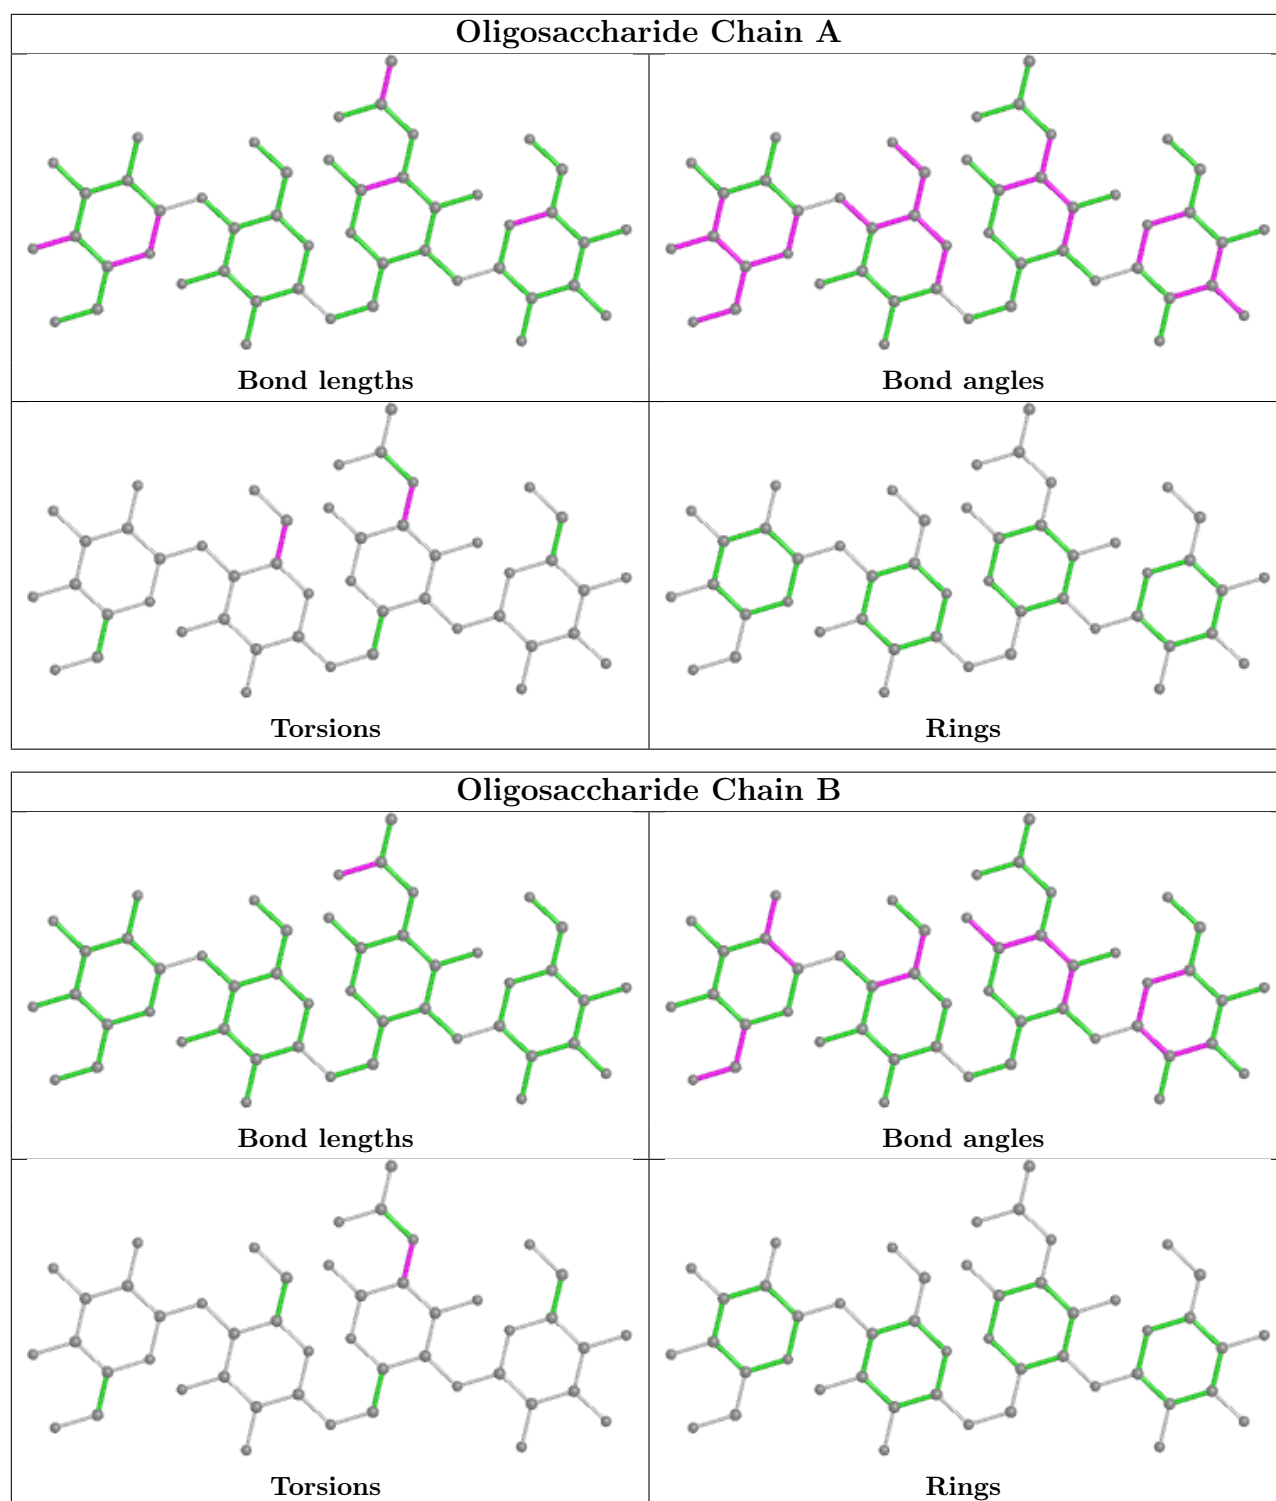 Oligosaccharide Chain A
Bond lengths
Bond angles
Torsions
Rings
Oligosaccharide Chain B
Bond lengths
Bond angles
Torsions
Rings